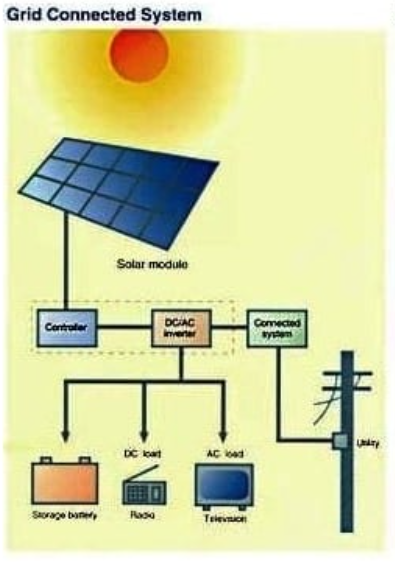 Grid Connected System
Solar module
Controller
DC/AC
inverter
Connected
system
Utility
DC load
AC load
Storage battery
Radio
Television